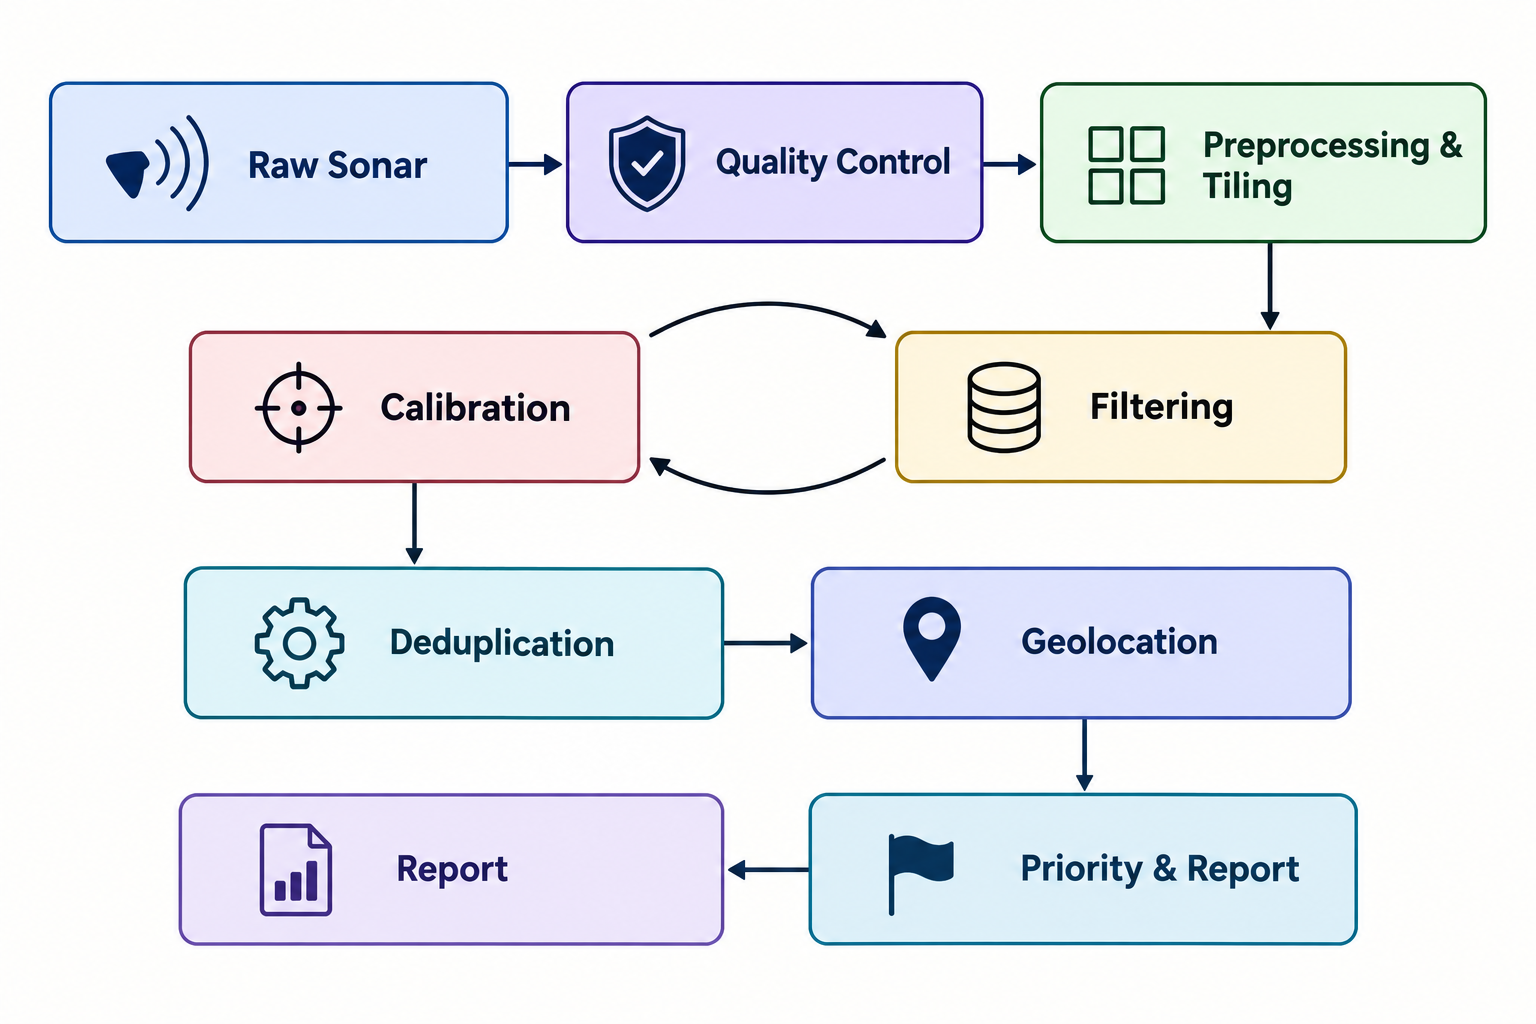 Raw Sonar
Quality Control
Preprocessing &
Tiling
Calibration
Filtering
Deduplication
Geolocation
Report
Priority & Report